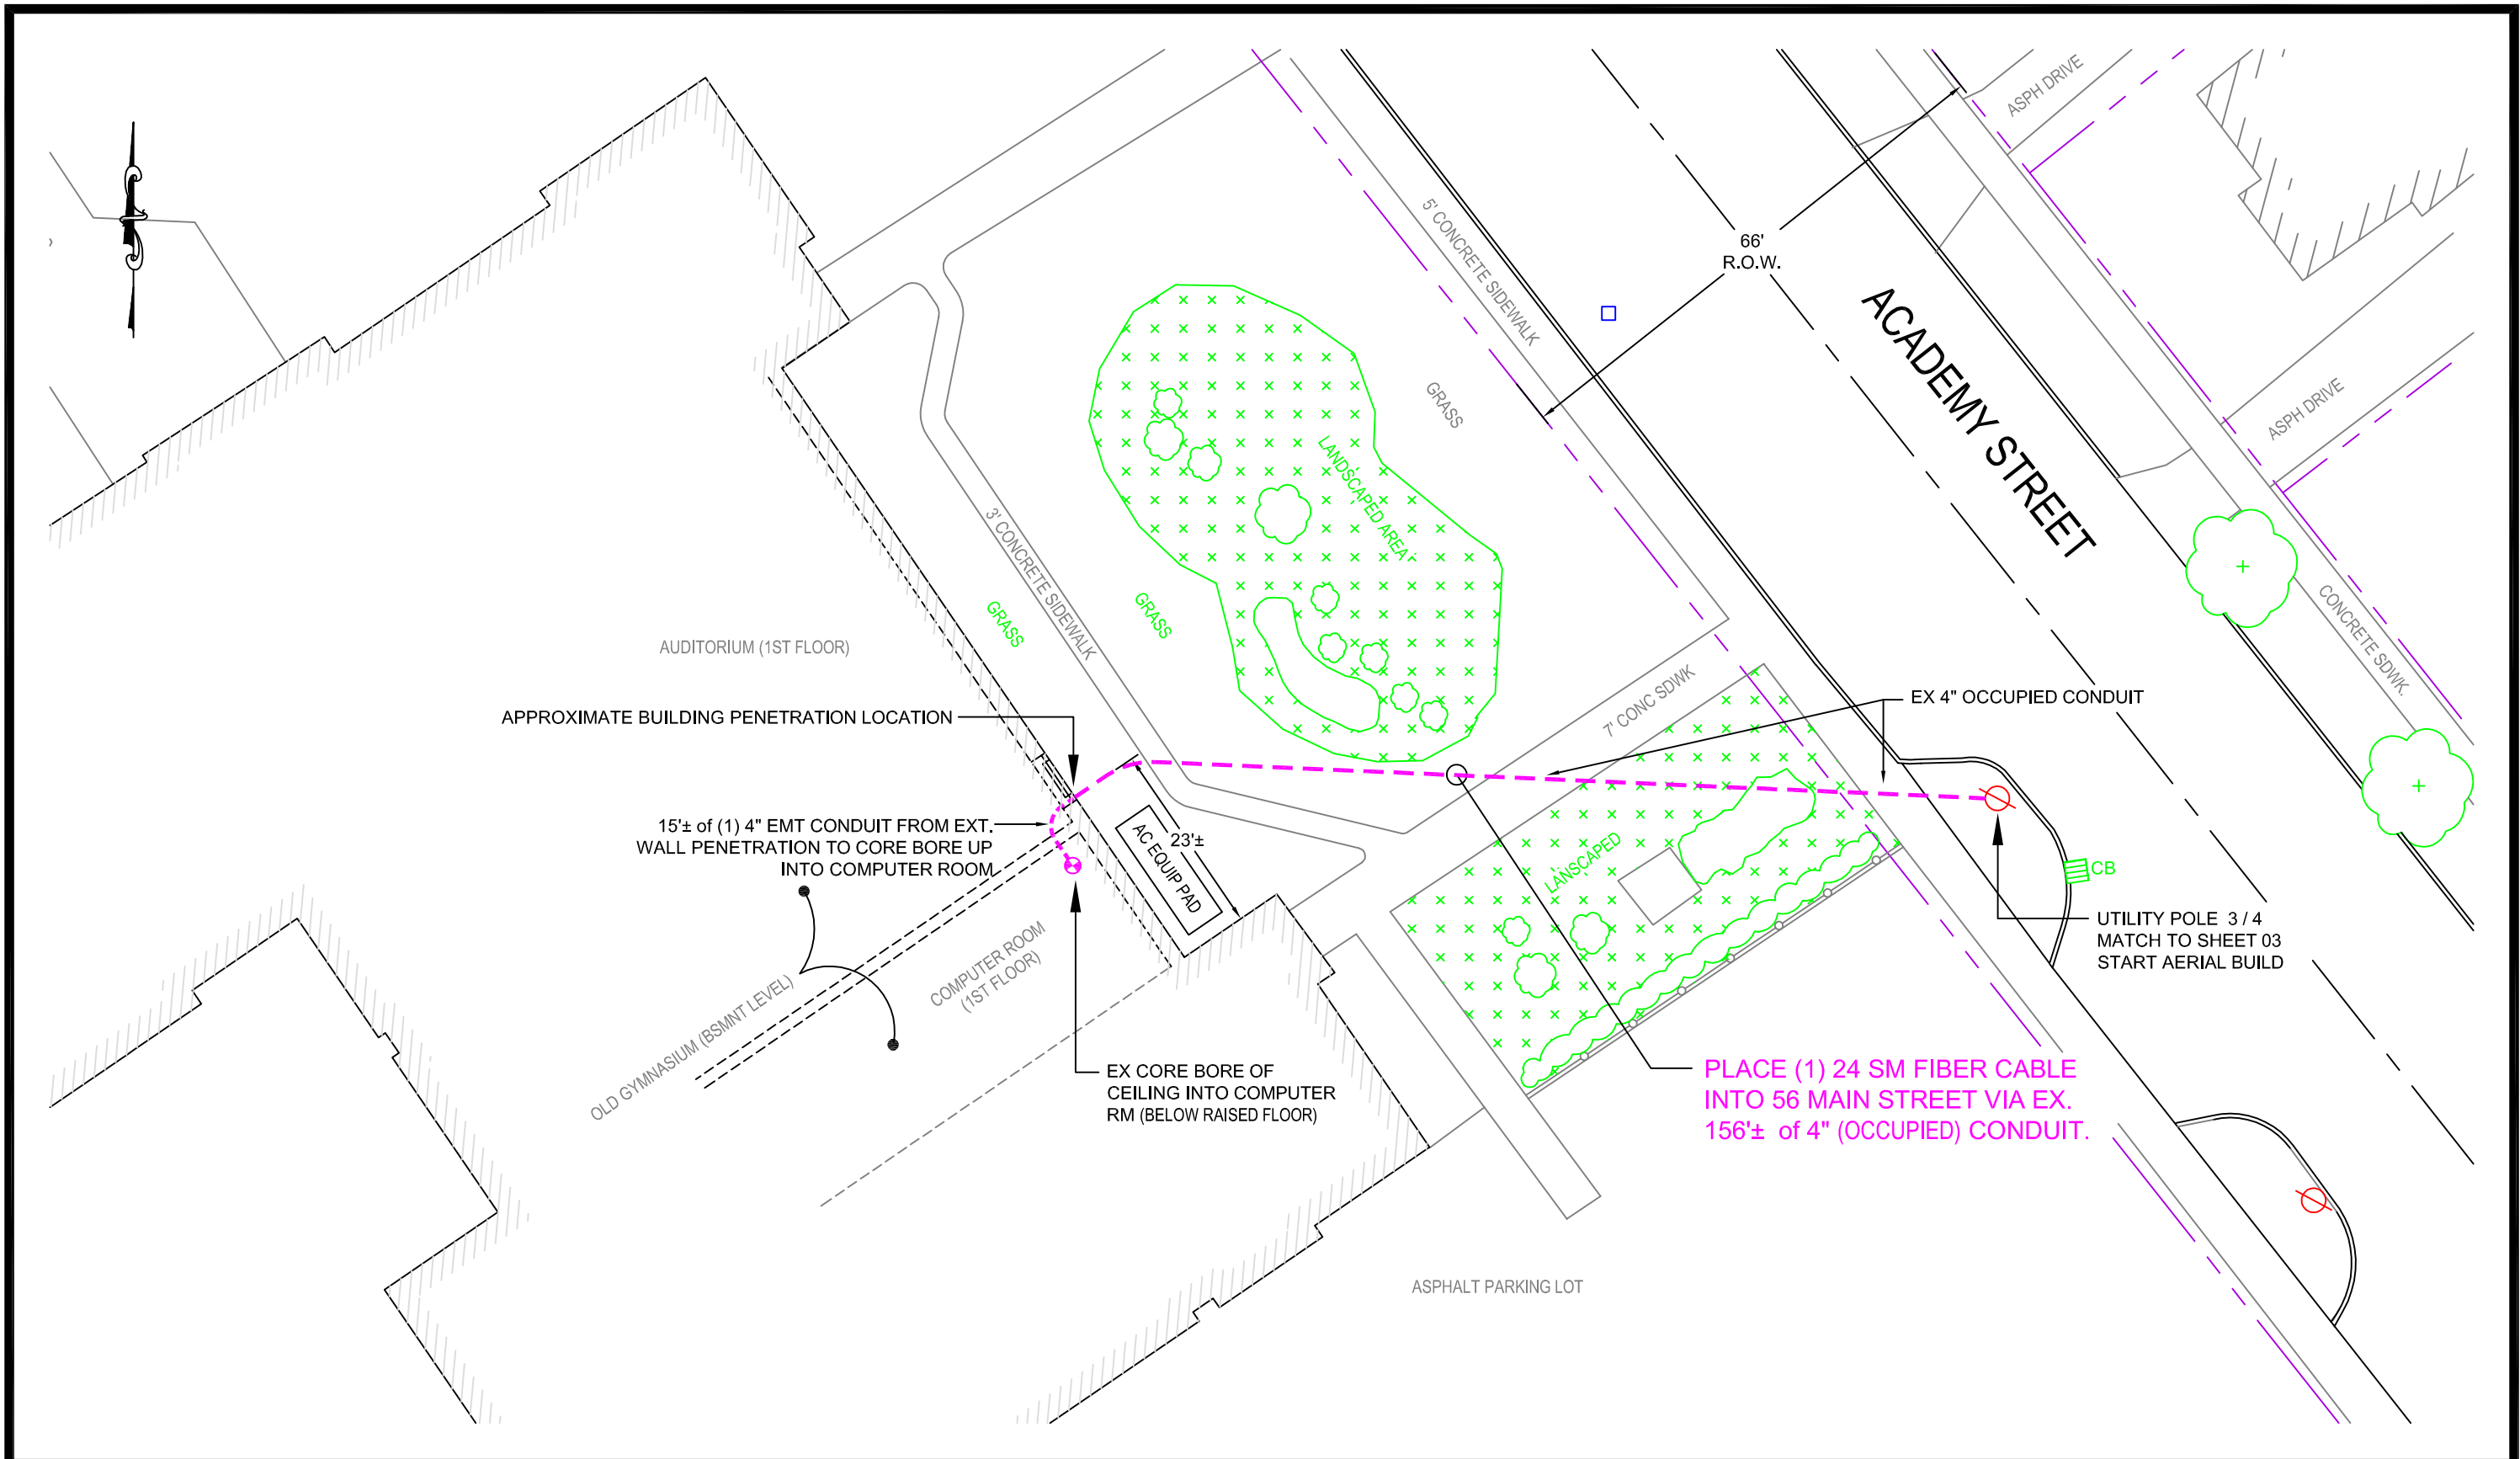 ASPH DRIVE
5' CONCRETE SIDEWALK
66'
R.O.W.
ACADEMY STREET
GRASS
ASPH DRIVE
LANDSCAPED AREA
3' CONCRETE SIDEWALK
GRASS
GRASS
CONCRETE SDWK.
AUDITORIUM (1ST FLOOR)
7' CONC SDWK
EX 4" OCCUPIED CONDUIT
APPROXIMATE BUILDING PENETRATION LOCATION
15'± of (1) 4" EMT CONDUIT FROM EXT.
WALL PENETRATION TO CORE BORE UP
INTO COMPUTER ROOM
23'±
AC EQUIP PAD
LANSCAPED
CB
UTILITY POLE 3 / 4
MATCH TO SHEET 03
START AERIAL BUILD
COMPUTER ROOM
(1ST FLOOR)
OLD GYMNASIUM (BSMNT LEVEL)
EX CORE BORE OF
CEILING INTO COMPUTER
RM (BELOW RAISED FLOOR)
PLACE (1) 24 SM FIBER CABLE
INTO 56 MAIN STREET VIA EX.
156'± of 4" (OCCUPIED) CONDUIT.
ASPHALT PARKING LOT